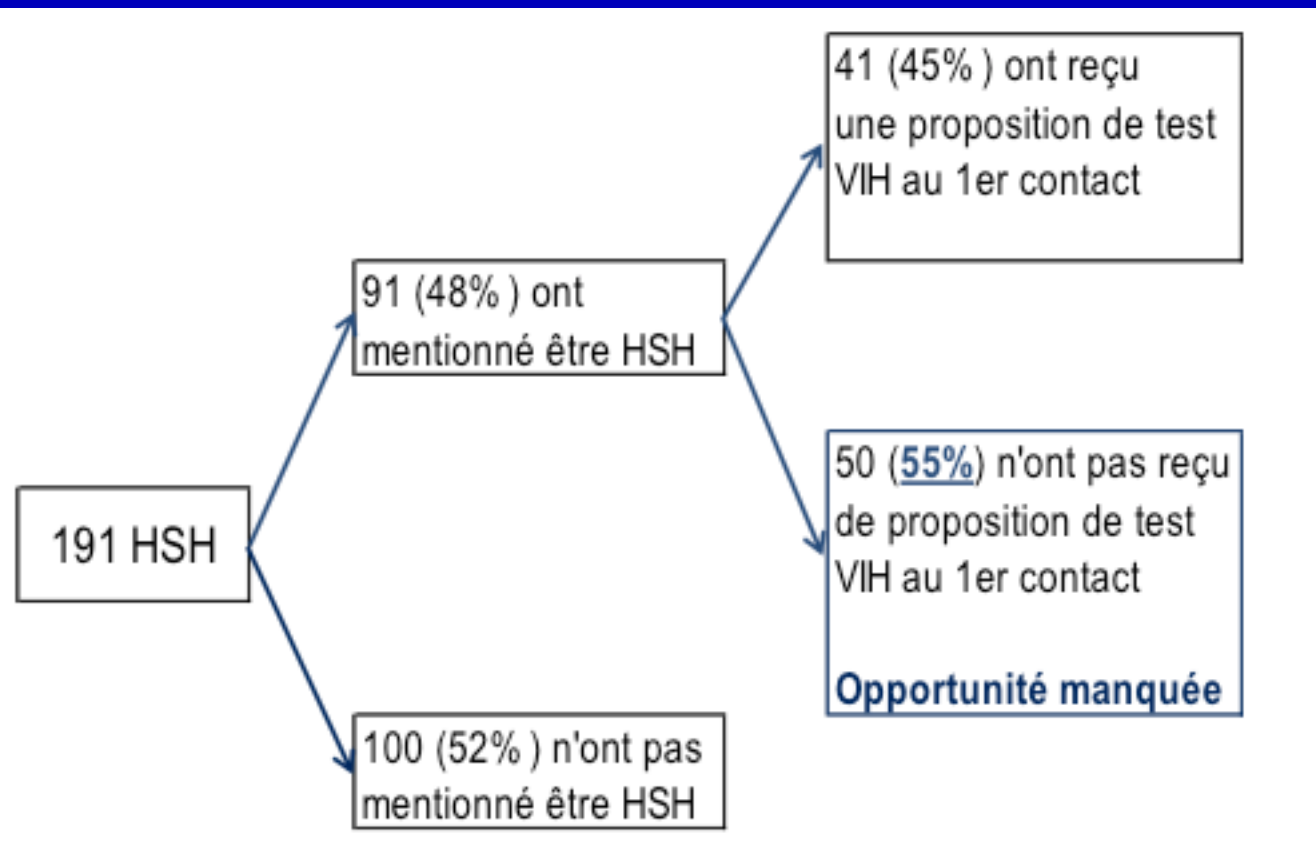 41 (45% ) ont reçu
une proposition de test
VIH au 1er contact
91 (48% ) ont
mentionné être HSH
50 (55%) n'ont pas reçu
de proposition de test
VIH au 1er contact
Opportunité manquée
191 HSH
100 (52% ) n'ont pas
mentionné être HSH